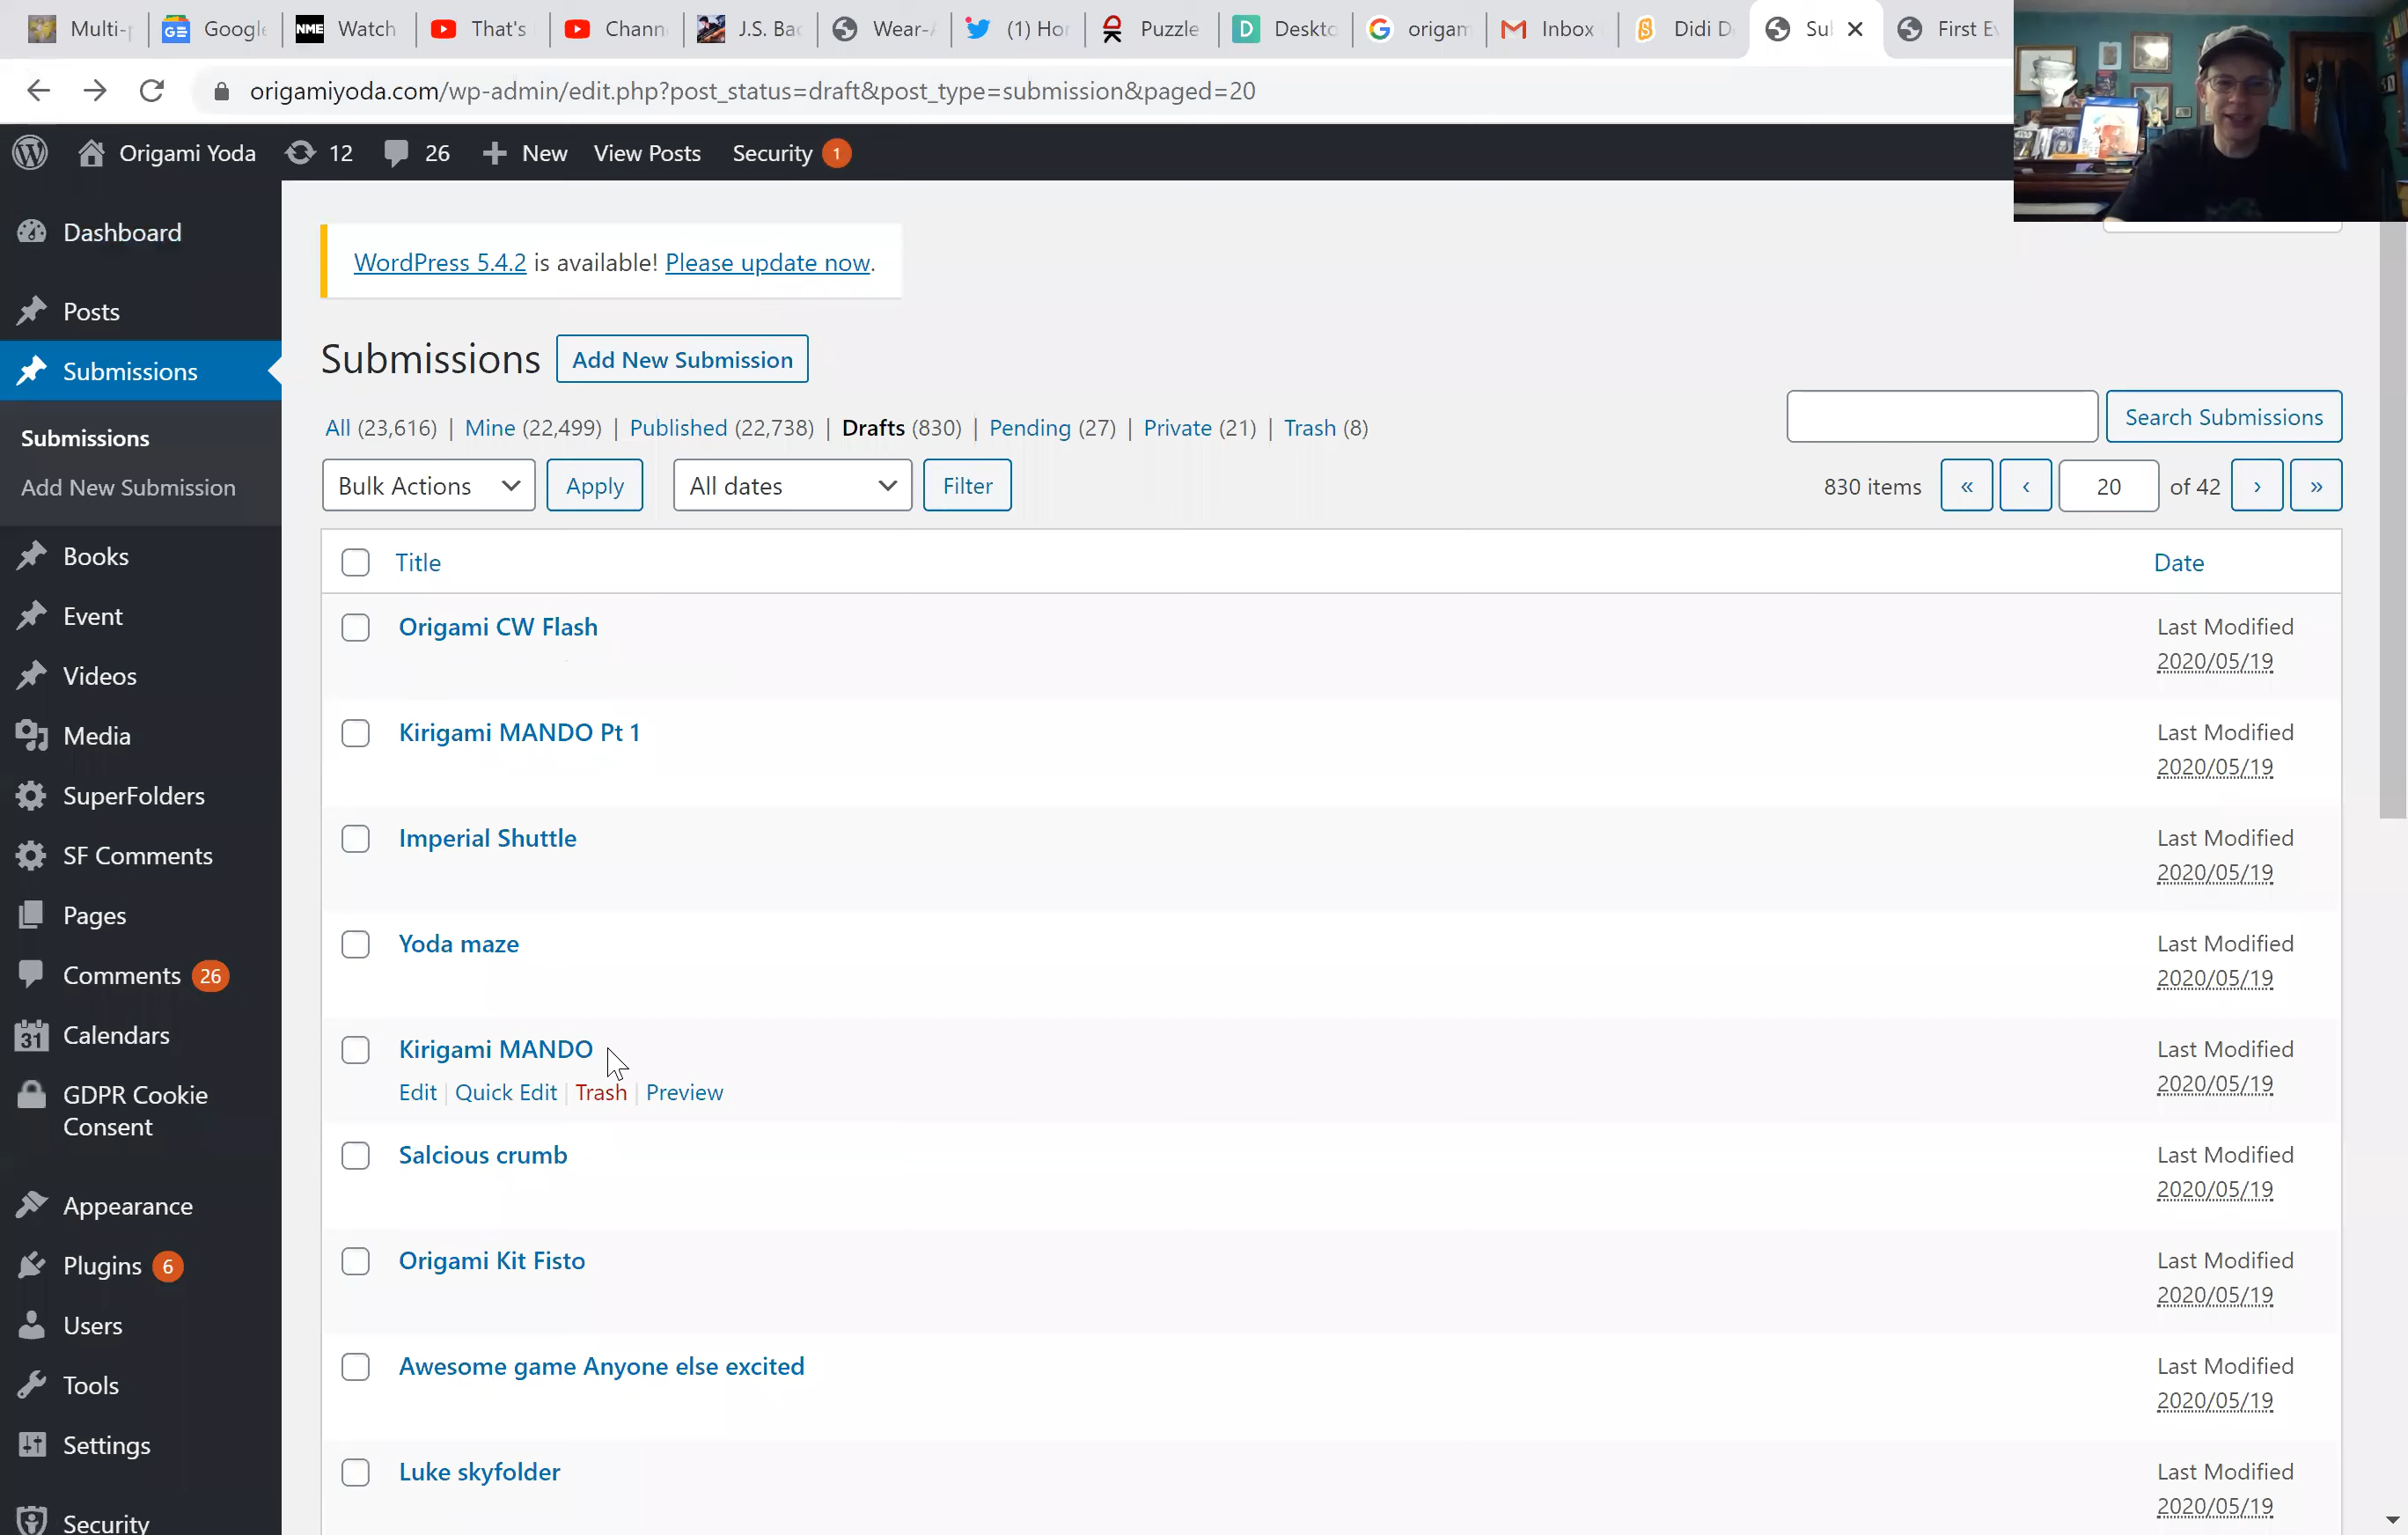 Multi-
Google
NME Watch
That's
Chann
J.S. Bac
Wear-
(1) Ho
Puzzle
D Deskto
origam
Inbox
Didi D
Su
First E
origamiyoda.com/wp-admin/edit.php?post_status=draft&post_type=submission&paged=20
Origami Yoda 12 26 New View Posts Security 1
Dashboard
Posts
Submissions
Submissions
Add New Submission
Books
Event
Videos
Media
SuperFolders
SF Comments
Pages
Comments 26
31 Calendars
GDPR Cookie
Consent
Appearance
Plugins 6
Users
Tools
Settings
Security
WordPress 5.4.2 is available! Please update now.
Submissions Add New Submission
All (23,616) | Mine (22,499) | Published (22,738) | Drafts (830) | Pending (27) | Private (21) | Trash (8)
Search Submissions
Bulk Actions Apply All dates Filter
830 items « ‹ 20 of 42 › »
Title Date
Origami CW Flash Last Modified
2020/05/19
Kirigami MANDO Pt 1 Last Modified
2020/05/19
Imperial Shuttle Last Modified
2020/05/19
Yoda maze Last Modified
2020/05/19
Kirigami MANDO Last Modified
Edit | Quick Edit | Trash | Preview 2020/05/19
Salcious crumb Last Modified
2020/05/19
Origami Kit Fisto Last Modified
2020/05/19
Awesome game Anyone else excited Last Modified
2020/05/19
Luke skyfolder Last Modified
2020/05/19